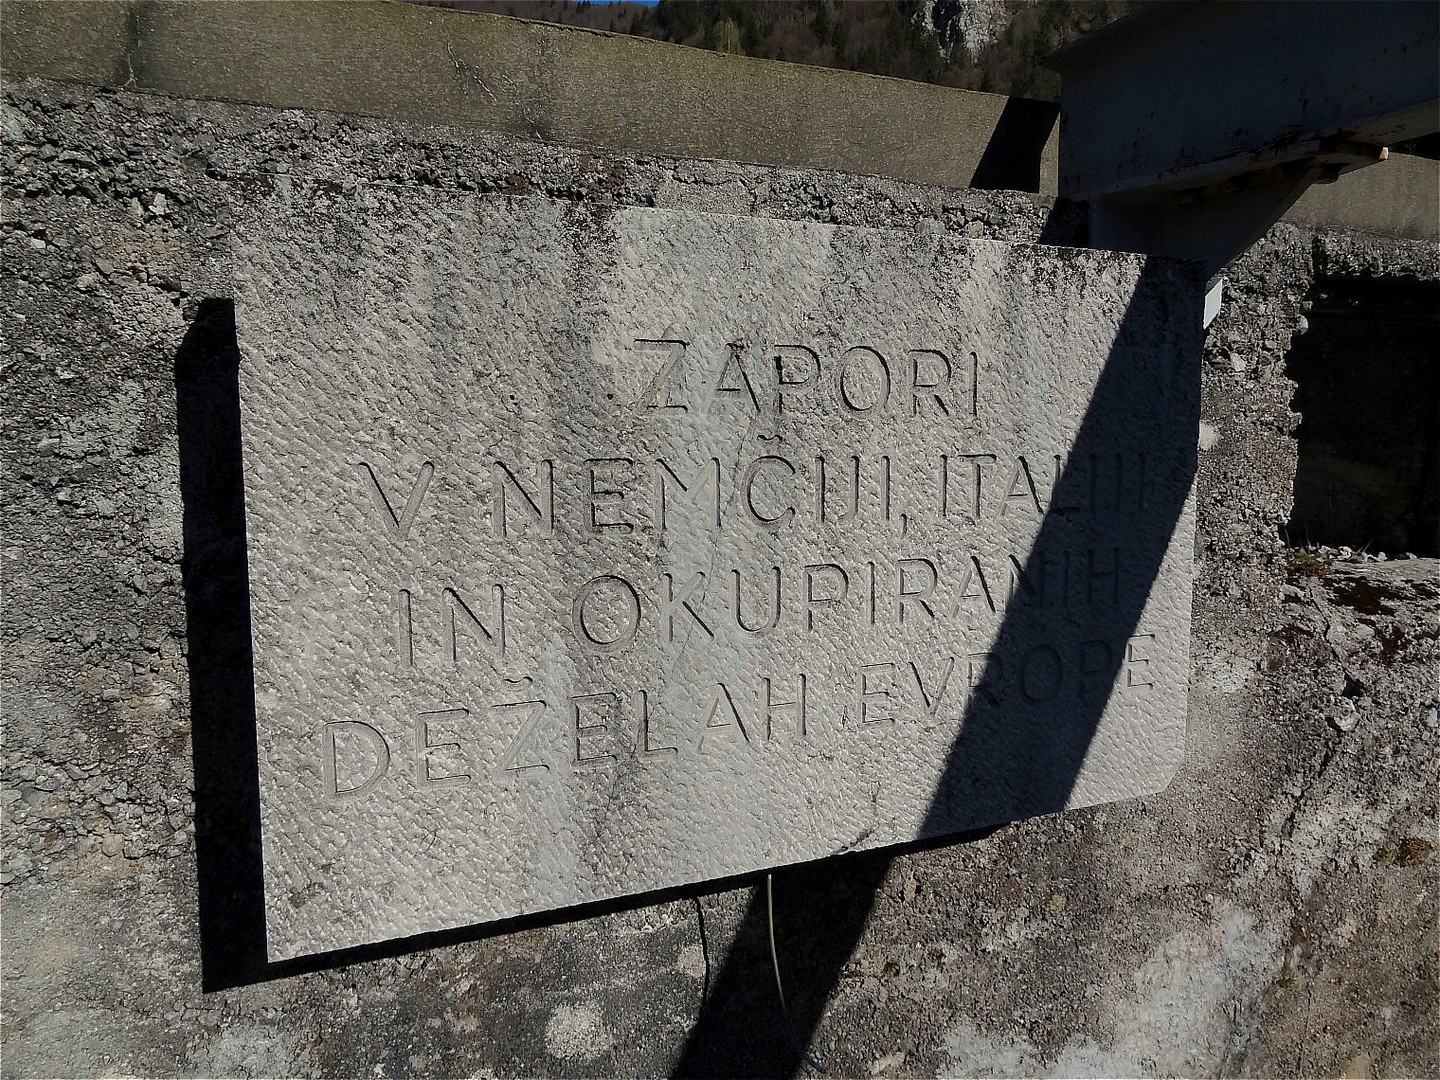 ZAPORI
V NEMČIJI, ITALIJI
IN OKUPIRANIH
DEŽELAH EVROPE